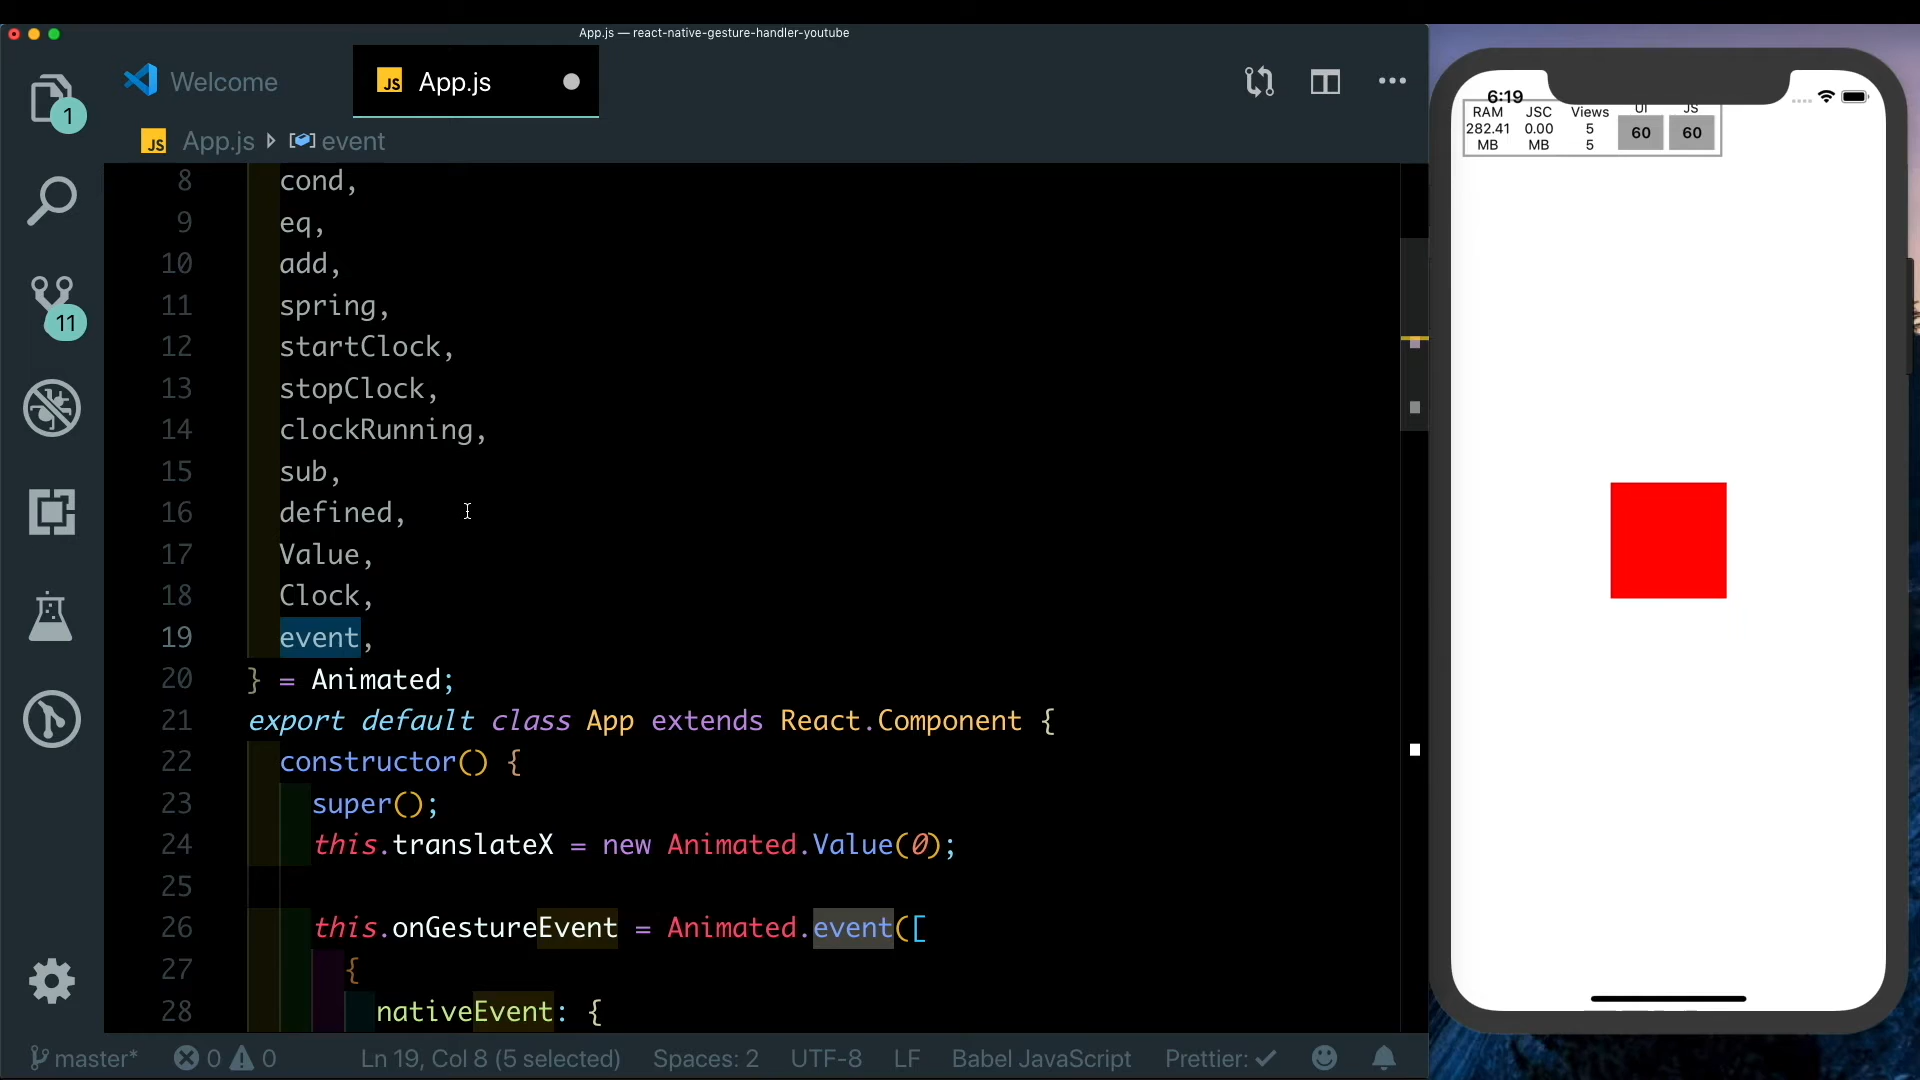 App.js — react-native-gesture-handler-youtube
Welcome
JS App.js
JS App.js event
1
11
8 cond,
9 eq,
10 add,
11 spring,
12 startClock,
13 stopClock,
14 clockRunning,
15 sub,
16 defined,
17 Value,
18 Clock,
19 event,
20 } = Animated;
21 export default class App extends React.Component {
22 constructor() {
23 super();
24 this.translateX = new Animated.Value(0);
25
26 this.onGestureEvent = Animated.event([
27 {
28 nativeEvent: {
master* 0 0 Ln 19, Col 8 (5 selected) Spaces: 2 UTF-8 LF Babel JavaScript Prettier: ✓
6:19
RAM JSC Views UI JS
282.41 0.00 5 60 60
MB MB 5